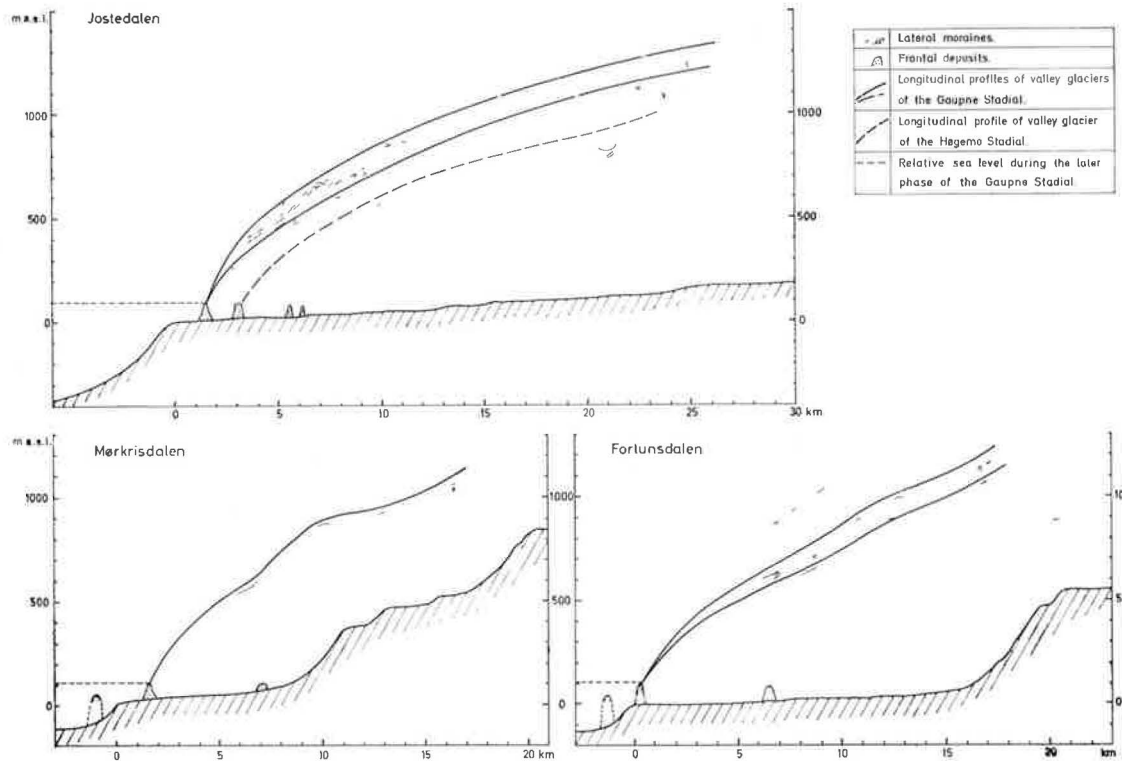 m a.s.l.
Jostedalen
1000
500
0
1000
500
0
0 5 10 15 20 25 30 km
Lateral moraines.
Frontal deposits.
Longitudinal profiles of valley glaciers
of the Gaupne Stadial.
Longitudinal profile of valley glacier
of the Høgemo Stadial.
Relative sea level during the later
phase of the Gaupne Stadial.
m a.s.l.
Mørkrisdalen
1000
500
0
1000
500
0
0 5 10 15 20 km
Fortunsdalen
10
50
0
0 5 10 15 20 km